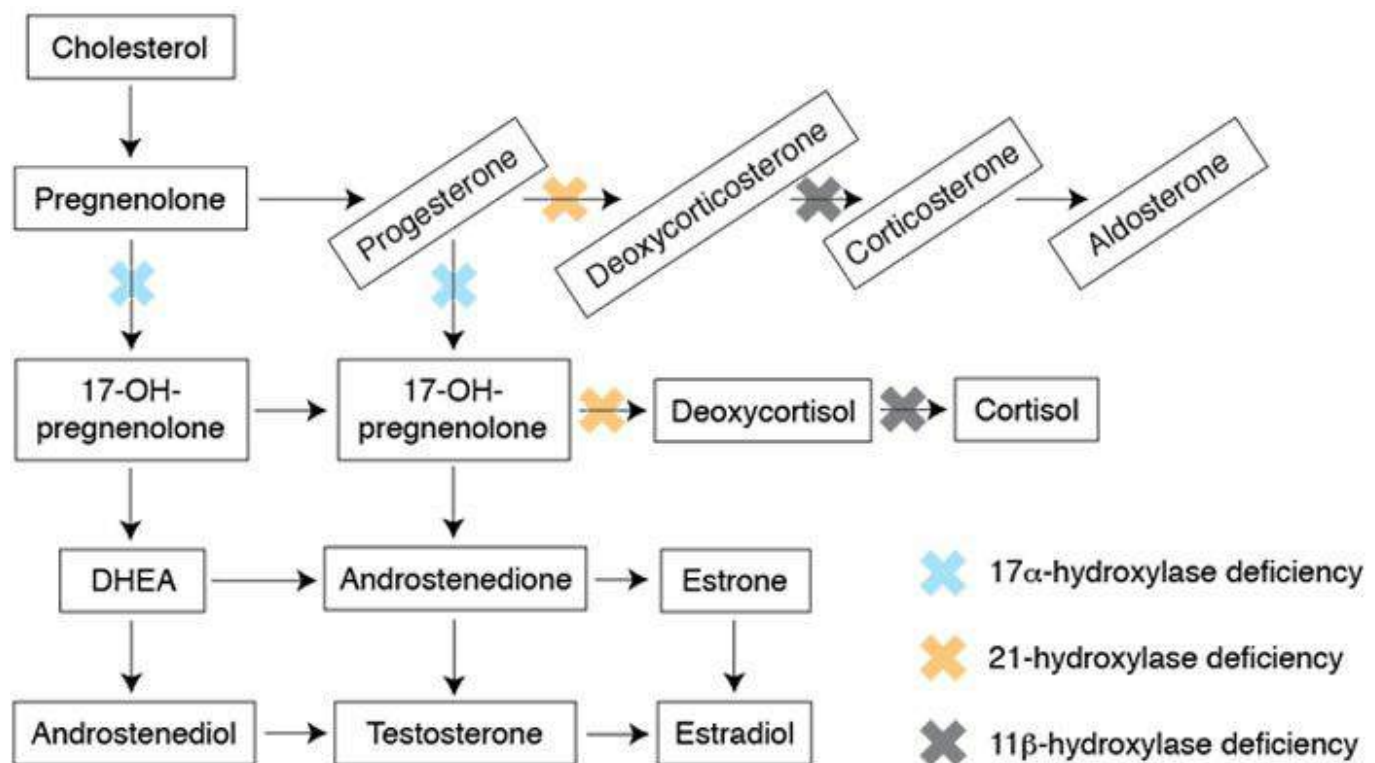 Cholesterol
Pregnenolone
Progesterone
Deoxycorticosterone
Corticosterone
Aldosterone
17-OH-
pregnenolone
17-OH-
pregnenolone
Deoxycortisol
Cortisol
DHEA
Androstenedione
Estrone
Androstenediol
Testosterone
Estradiol
17α-hydroxylase deficiency
21-hydroxylase deficiency
11β-hydroxylase deficiency